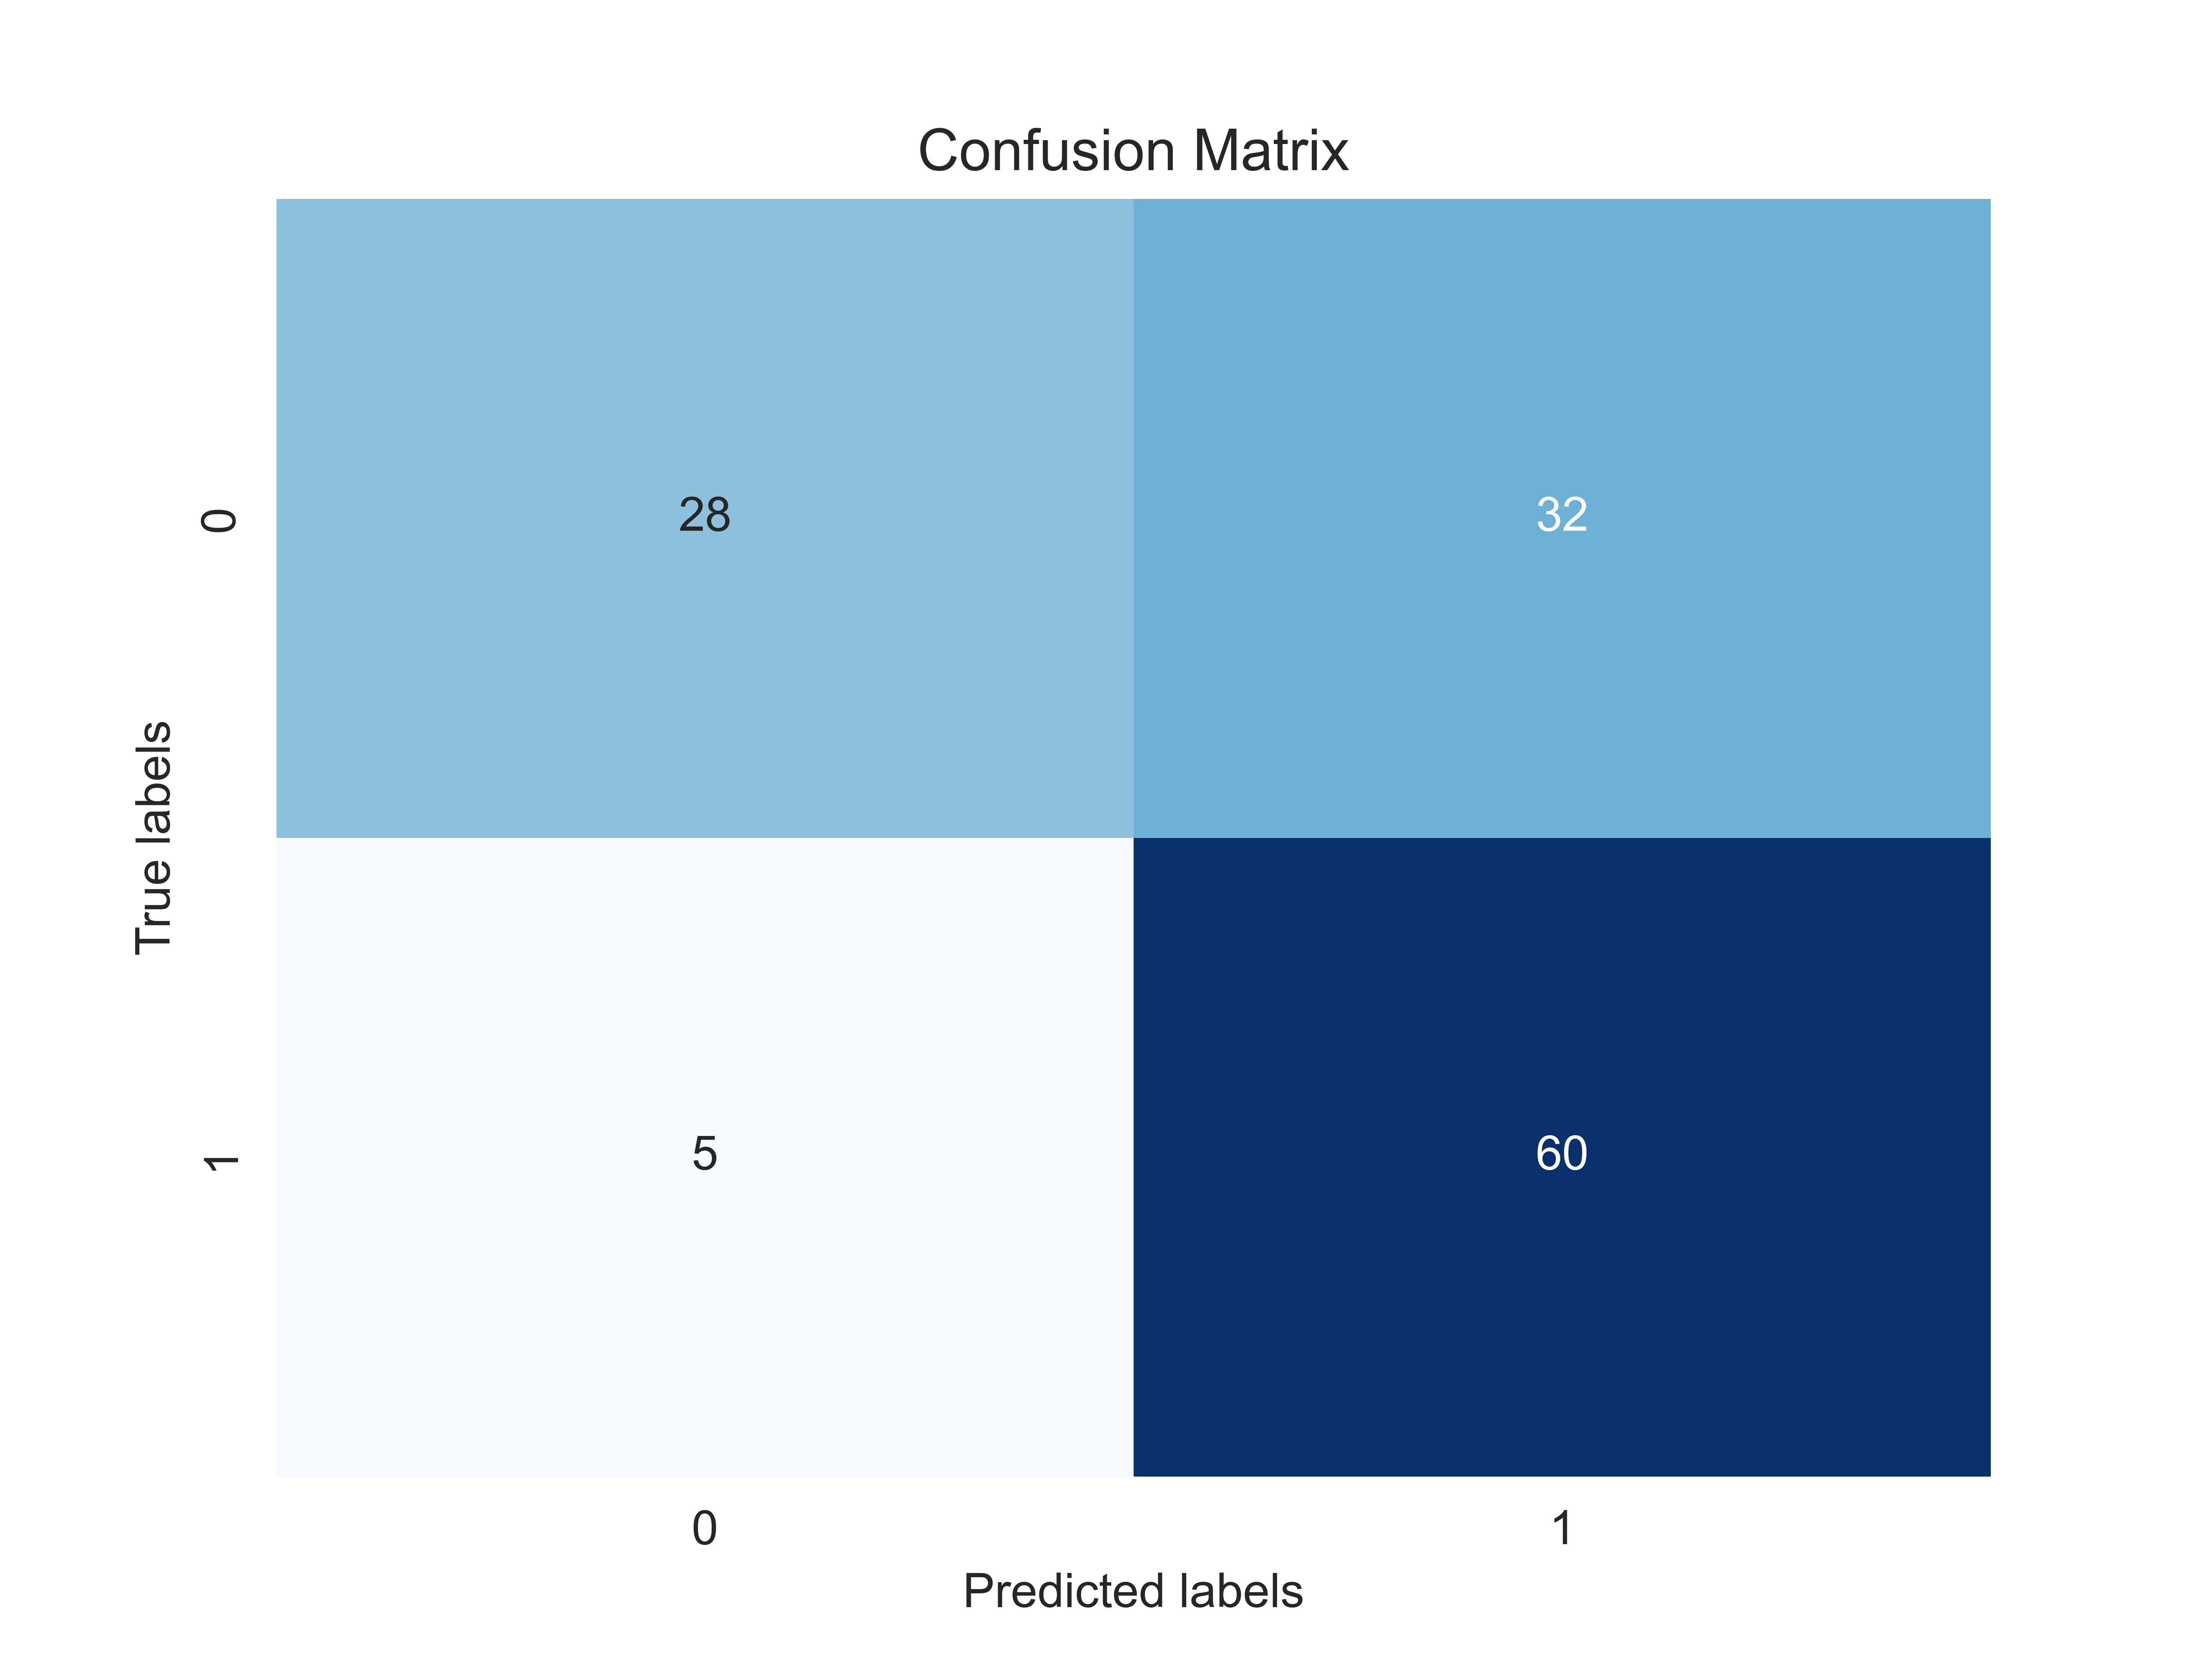 Confusion Matrix
True labels
0
28
32
1
5
60
0
1
Predicted labels